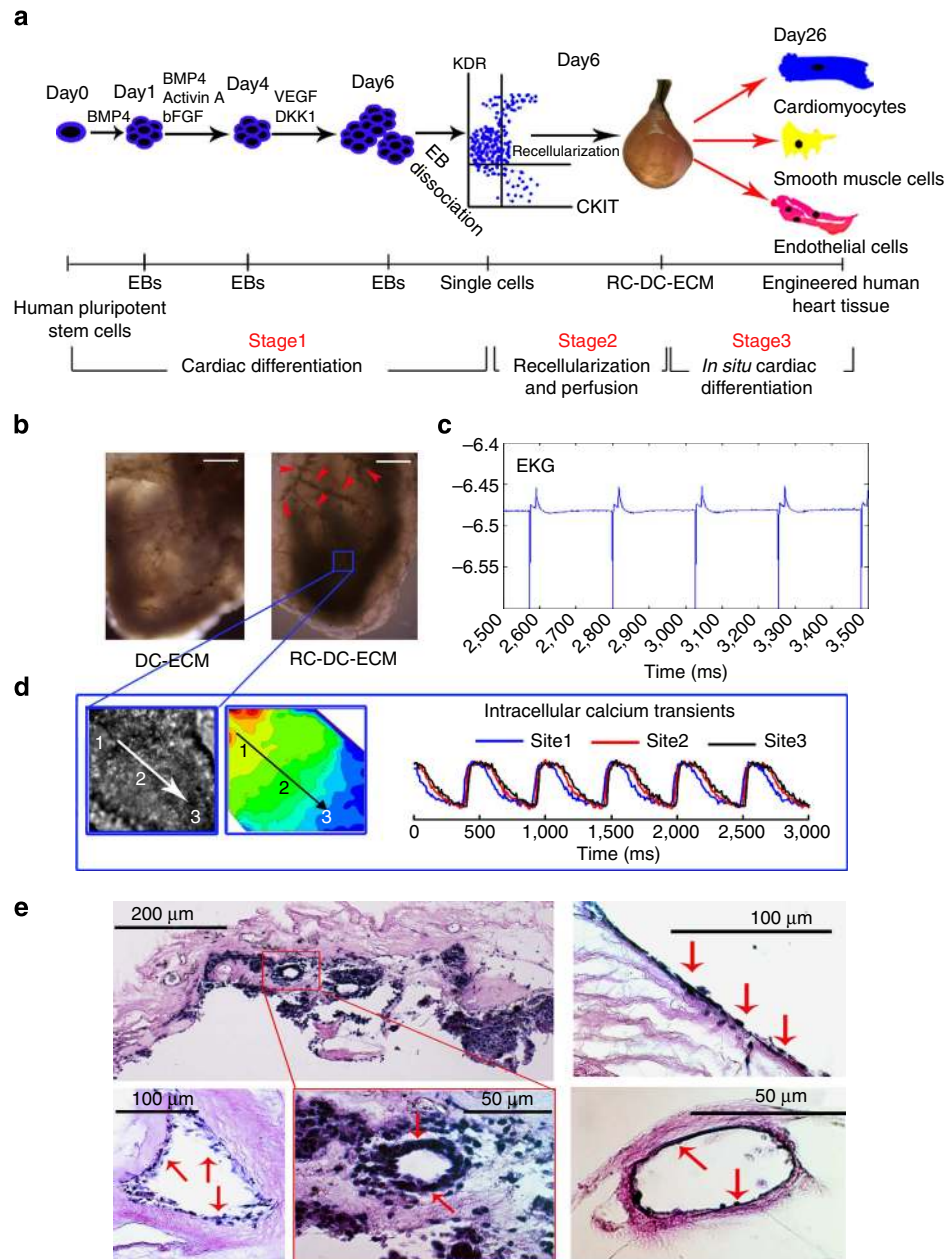 a
Day0
BMP4
Day1
BMP4
Activin A
bFGF
Day4
VEGF
DKK1
Day6
EB
dissociation
KDR
CKIT
Day6
Recellularization
Day26
Cardiomyocytes
Smooth muscle cells
Endothelial cells
Human pluripotent
stem cells
EBs
EBs
EBs
Single cells
RC-DC-ECM
Engineered human
heart tissue
Stage1
Cardiac differentiation
Stage2
Recellularization
and perfusion
Stage3
In situ cardiac
differentiation
b
DC-ECM
RC-DC-ECM
c
EKG
−6.4
−6.45
−6.5
−6.55
2,500
2,600
2,700
2,800
2,900
3,000
3,100
3,200
3,300
3,400
3,500
Time (ms)
d
1
2
3
1
2
3
Intracellular calcium transients
Site1 Site2 Site3
0 500 1,000 1,500 2,000 2,500 3,000
Time (ms)
e
200 μm
100 μm
100 μm
50 μm
50 μm